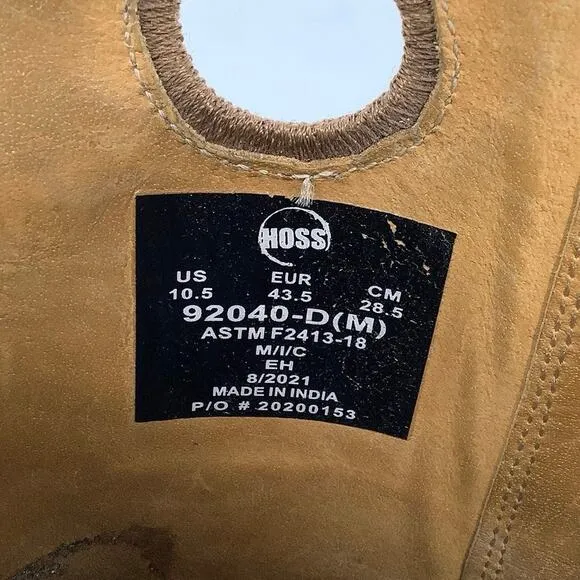 HOSS
US EUR CM
10.5 43.5 28.5
92040-D(M)
ASTM F2413-18
M/I/C
EH
8/2021
MADE IN INDIA
P/O # 20200153